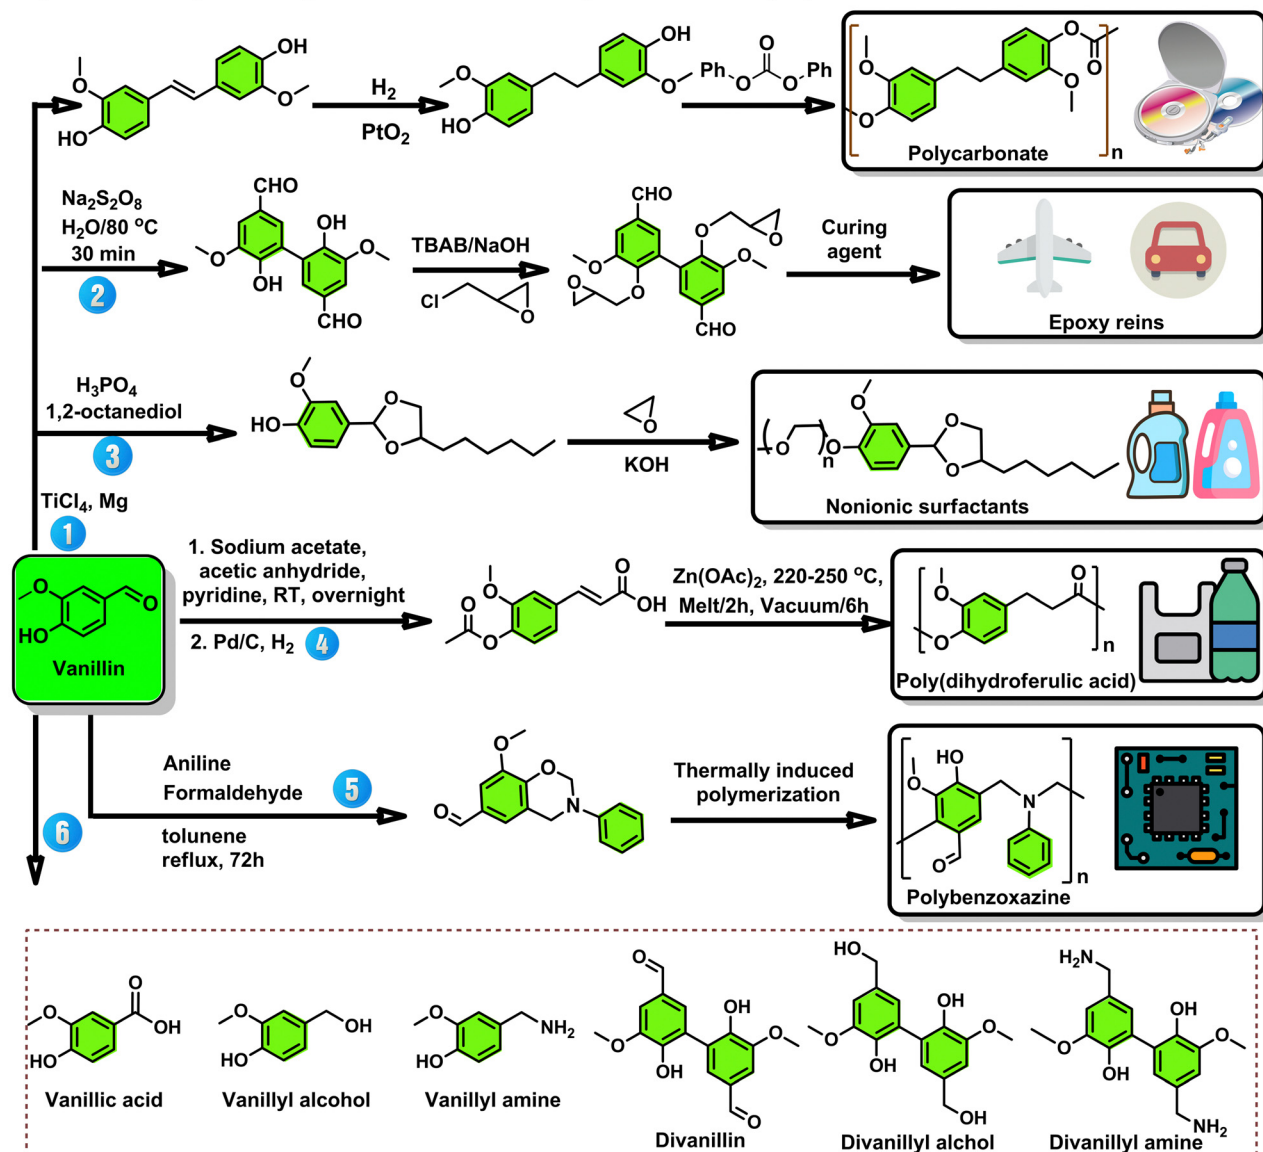 OH
O
O
HO
H₂
PtO₂
OH
O
O
HO
O
Ph
O
O
Ph
O
O
O
O
O
n
Polycarbonate
Na₂S₂O₈
H₂O/80 °C
30 min
2
CHO
OH
O
O
OH
CHO
TBAB/NaOH
Cl
O
CHO
O
O
O
O
O
O
CHO
Curing
agent
Epoxy reins
H₃PO₄
1,2-octanediol
3
O
HO
O
O
O
KOH
O
O
n
O
O
O
Nonionic surfactants
TiCl₄, Mg
1
O
O
HO
Vanillin
1. Sodium acetate,
acetic anhydride,
pyridine, RT, overnight
2. Pd/C, H₂
4
O
O
O
O
OH
Zn(OAc)₂, 220-250 °C,
Melt/2h, Vacuum/6h
O
O
O
n
Poly(dihydroferulic acid)
Aniline
Formaldehyde
5
tolunene
reflux, 72h
6
O
O
N
O
Thermally induced
polymerization
HO
O
N
O
n
Polybenzoxazine
O
O
OH
HO
Vanillic acid
O
OH
HO
Vanillyl alcohol
O
NH₂
HO
Vanillyl amine
O
OH
O
O
OH
O
Divanillin
HO
OH
O
O
OH
OH
Divanillyl alchol
H₂N
OH
O
O
OH
NH₂
Divanillyl amine